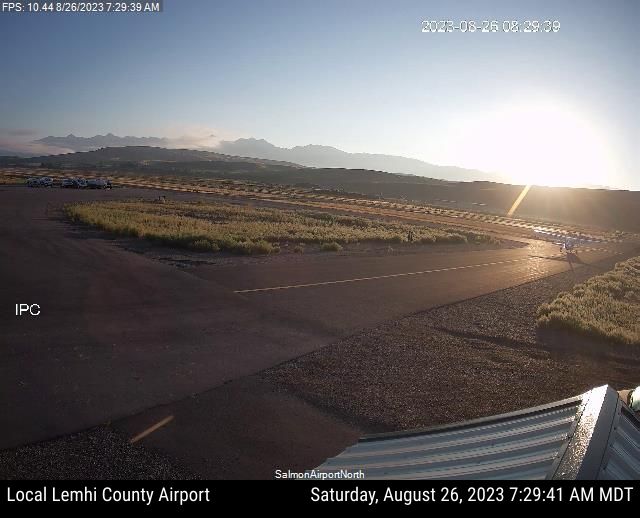 FPS: 10.44 8/26/2023 7:29:39 AM
2023-08-26 08:29:39
IPC
SalmonAirportNorth
Local Lemhi County Airport Saturday, August 26, 2023 7:29:41 AM MDT